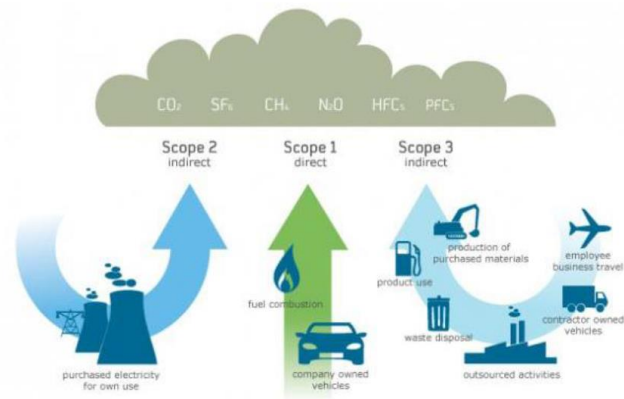 CO₂ SF₆ CH₄ N₂O HFCₛ PFCₛ
Scope 2
indirect
Scope 1
direct
Scope 3
indirect
fuel combustion
company owned
vehicles
purchased electricity
for own use
production of
purchased materials
product use
waste disposal
outsourced activities
employee
business travel
contractor owned
vehicles